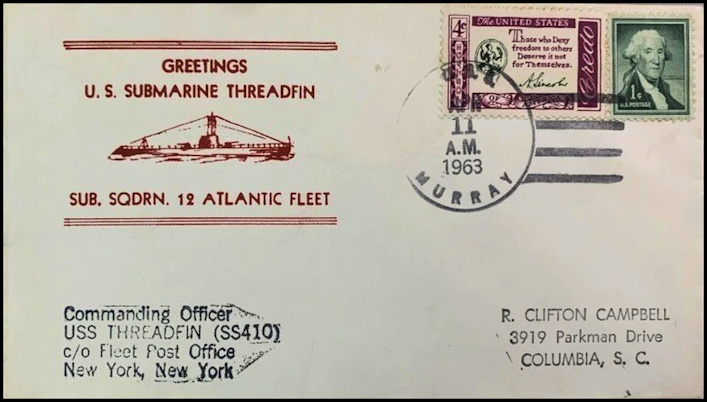 GREETINGS
U. S. SUBMARINE THREADFIN
SUB. SQDRN. 12 ATLANTIC FLEET
4¢
The UNITED STATES
Those who Deny
freedom to others
Deserve it not
for Themselves.
A. Lincoln
Credo
1¢
U.S. POSTAGE
APR
11
A.M.
1963
MURRAY
Commanding Officer
USS THREADFIN (SS410)
c/o Fleet Post Office
New York, New York
R. CLIFTON CAMPBELL
3919 Parkman Drive
COLUMBIA, S. C.